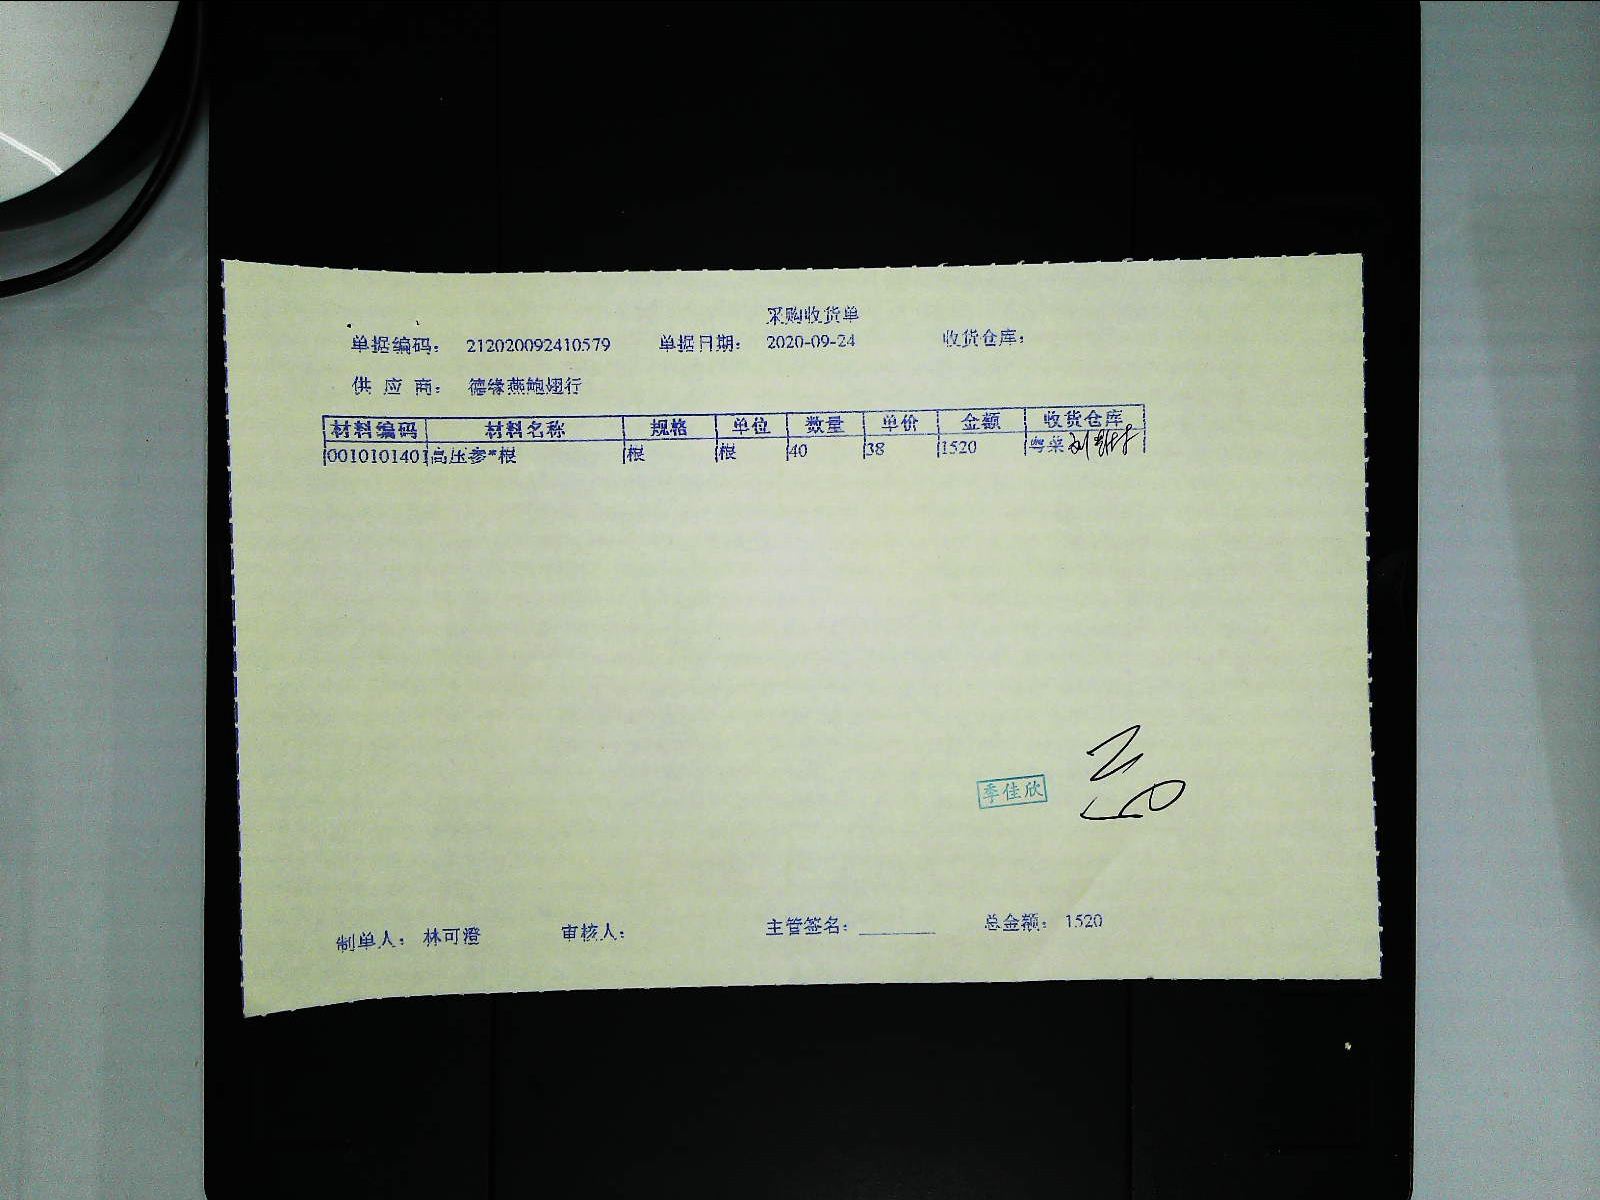 采购收货单
单据编码： 212020092410579 单据日期： 2020-09-24 收货仓库：
供 应 商： 德缘燕鲍翅行
材料编码 材料名称 规格 单位 数量 单价 金额 收货仓库
0010101401 高压参*根 根 根 40 38 1520 粤菜
季佳欣
制单人： 林可澄 审核人： 主管签名：________ 总金额： 1520